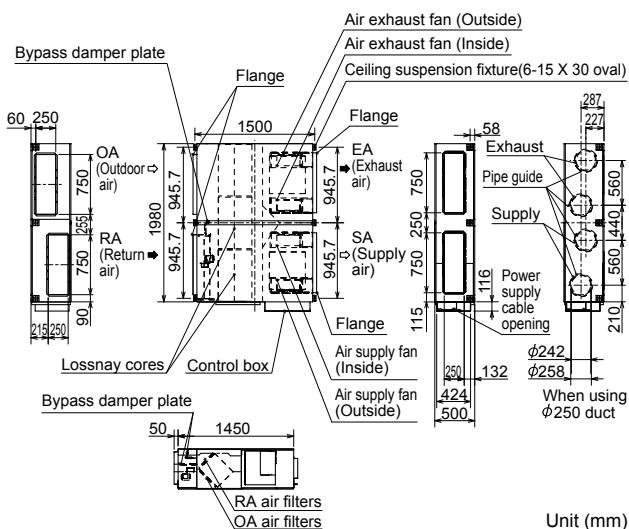 Air exhaust fan (Outside)
Air exhaust fan (Inside)
Bypass damper plate
Ceiling suspension fixture(6-15 X 30 oval)
Flange
Flange
60 250
1500
58
287
227
OA
(Outdoor
air)
EA
(Exhaust
air)
Exhaust
Pipe guide
Supply
750
255
750
90
945.7
1980
945.7
945.7
945.7
750
250
750
115
116
560
440
560
210
RA
(Return
air)
SA
(Supply
air)
Power
supply
cable
opening
215 250
Lossnay cores
Control box
Flange
Air supply fan
(Inside)
Air supply fan
(Outside)
250 132
424
500
ϕ242
ϕ258
When using
ϕ250 duct
Bypass damper plate
50 1450
RA air filters
OA air filters
Unit (mm)